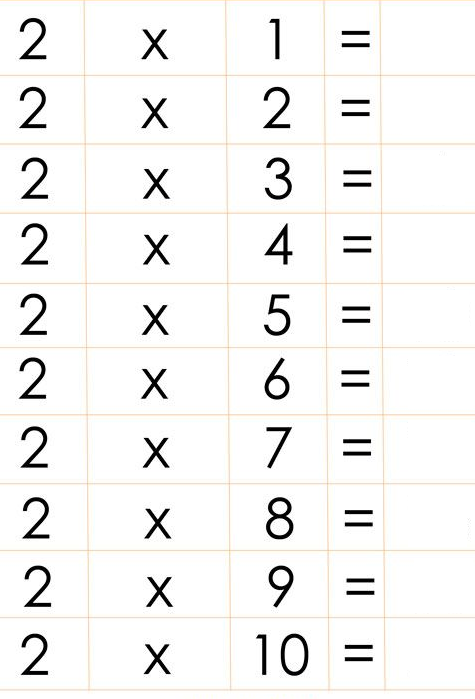 2 x 1 =
2 x 2 =
2 x 3 =
2 x 4 =
2 x 5 =
2 x 6 =
2 x 7 =
2 x 8 =
2 x 9 =
2 x 10 =